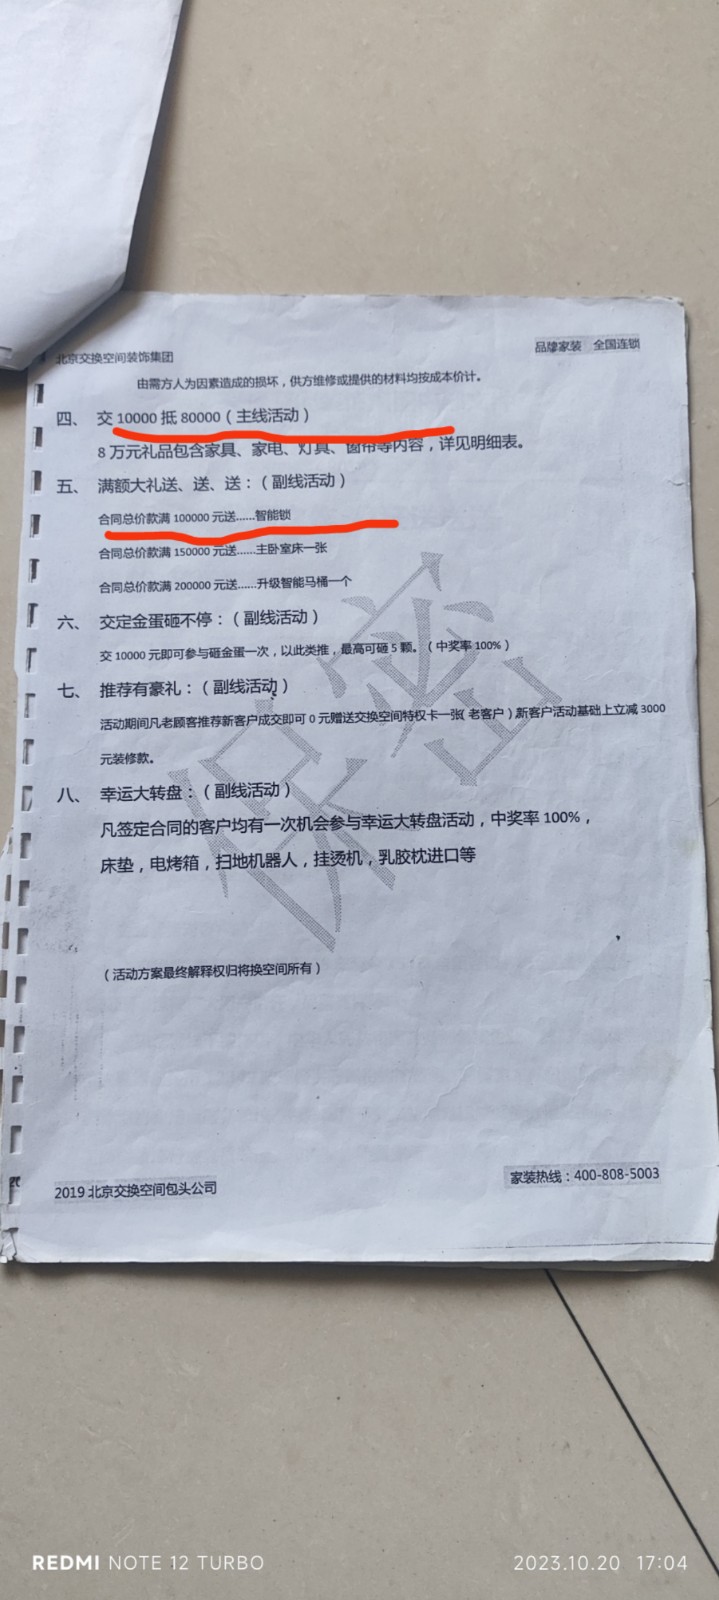 北京交换空间装饰集团 品牌家装 全国连锁
由需方人为因素造成的损坏，供方维修或提供的材料均按成本价计。
四、 交 10000 抵 80000（主线活动）
8 万元礼品包含家具、家电、灯具、窗帘等内容，详见明细表。
五、 满额大礼送、送、送：（副线活动）
合同总价款满 100000 元送……智能锁
合同总价款满 150000 元送……主卧室床一张
合同总价款满 200000 元送……升级智能马桶一个
六、 交定金蛋砸不停：（副线活动）
交 10000 元即可参与砸金蛋一次，以此类推，最高可砸 5 颗。（中奖率 100%）
七、 推荐有豪礼：（副线活动）
活动期间凡老顾客推荐新客户成交即可 0 元赠送交换空间特权卡一张（老客户）,新客户活动基础上立减 3000
元装修款。
八、 幸运大转盘：（副线活动）
凡签定合同的客户均有一次机会参与幸运大转盘活动，中奖率 100%，
床垫，电烤箱，扫地机器人，挂烫机，乳胶枕进口等
保密
（活动方案最终解释权归将换空间所有）
2019 北京交换空间包头公司 家装热线：400-808-5003
REDMI NOTE 12 TURBO 2023.10.20 17:04